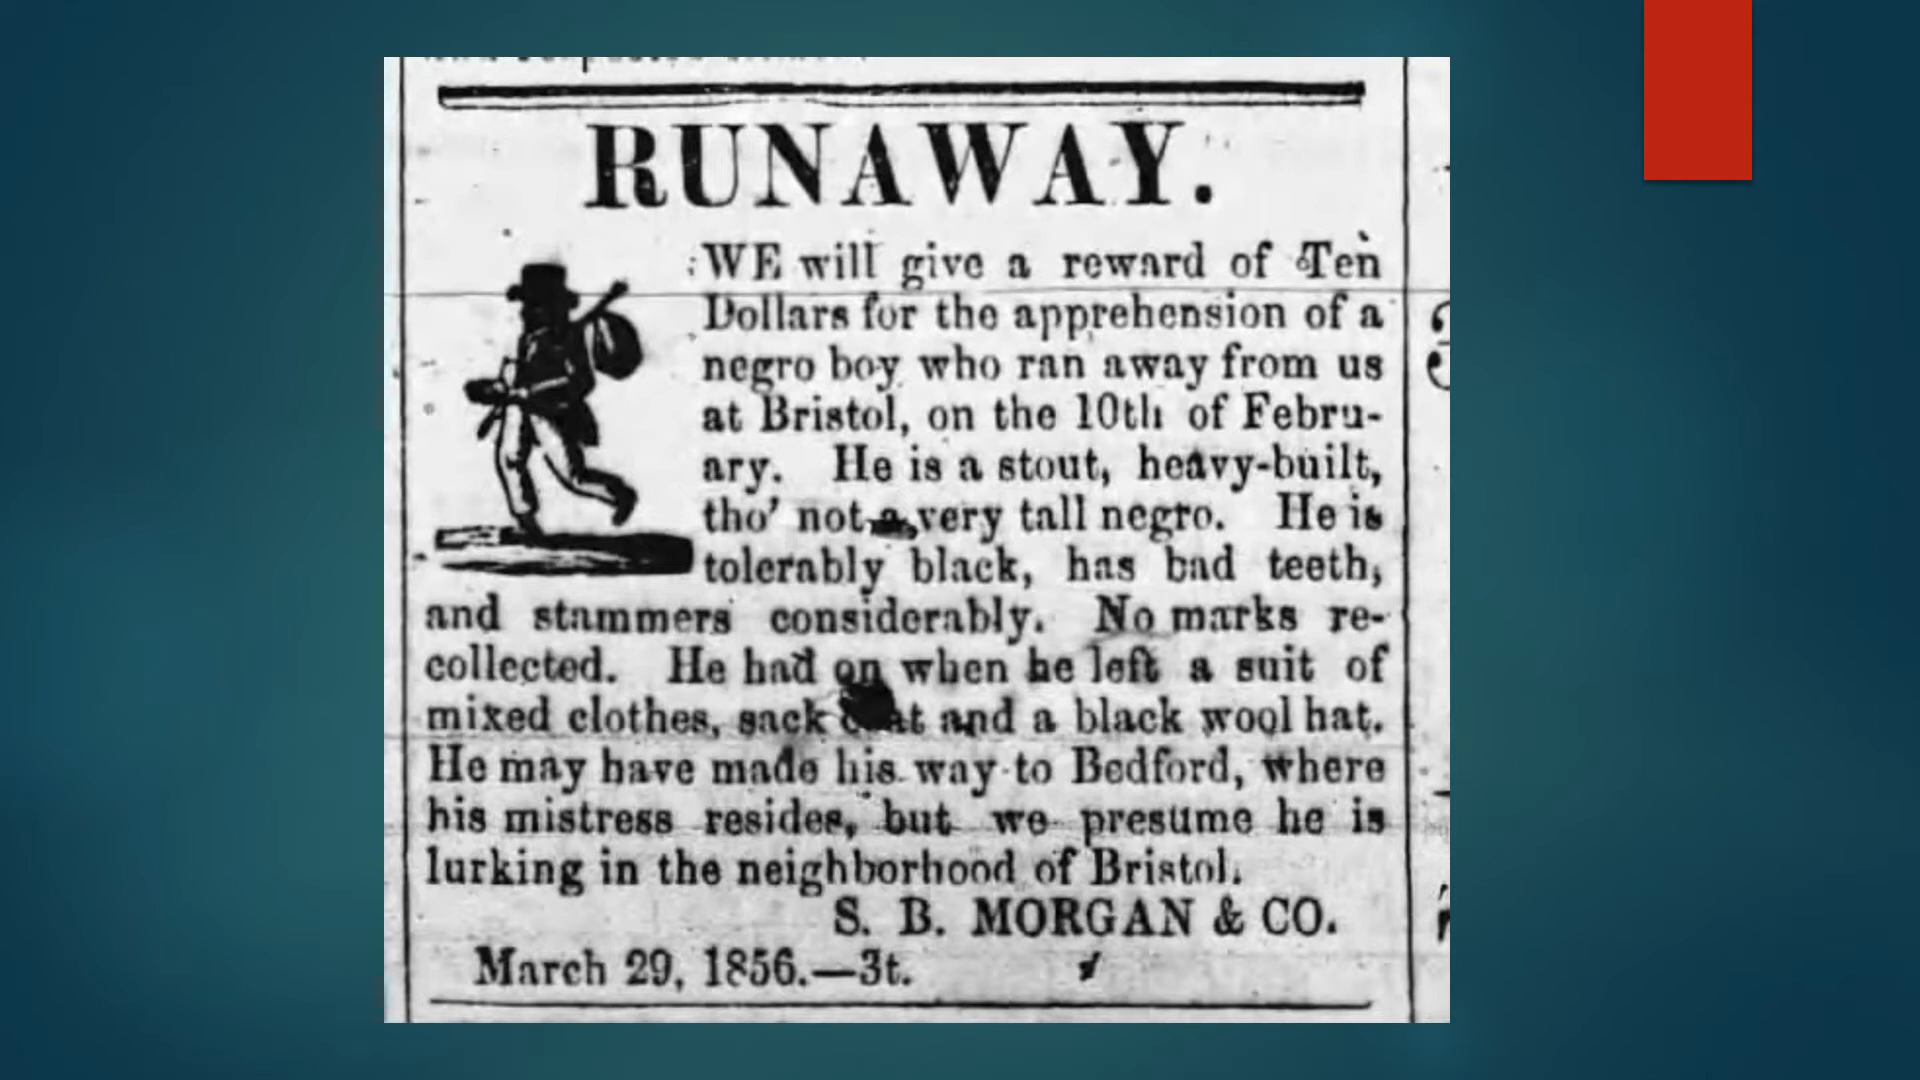 RUNAWAY.
WE will give a reward of Ten
Dollars for the apprehension of a
negro boy who ran away from us
at Bristol, on the 10th of Febru-
ary. He is a stout, heavy-built,
tho' not a very tall negro. He is
tolerably black, has bad teeth,
and stammers considerably. No marks re-
collected. He had on when he left a suit of
mixed clothes, sack coat and a black wool hat.
He may have made his way to Bedford, where
his mistress resides, but we presume he is
lurking in the neighborhood of Bristol.
S. B. MORGAN & CO.
March 29, 1856.—3t.